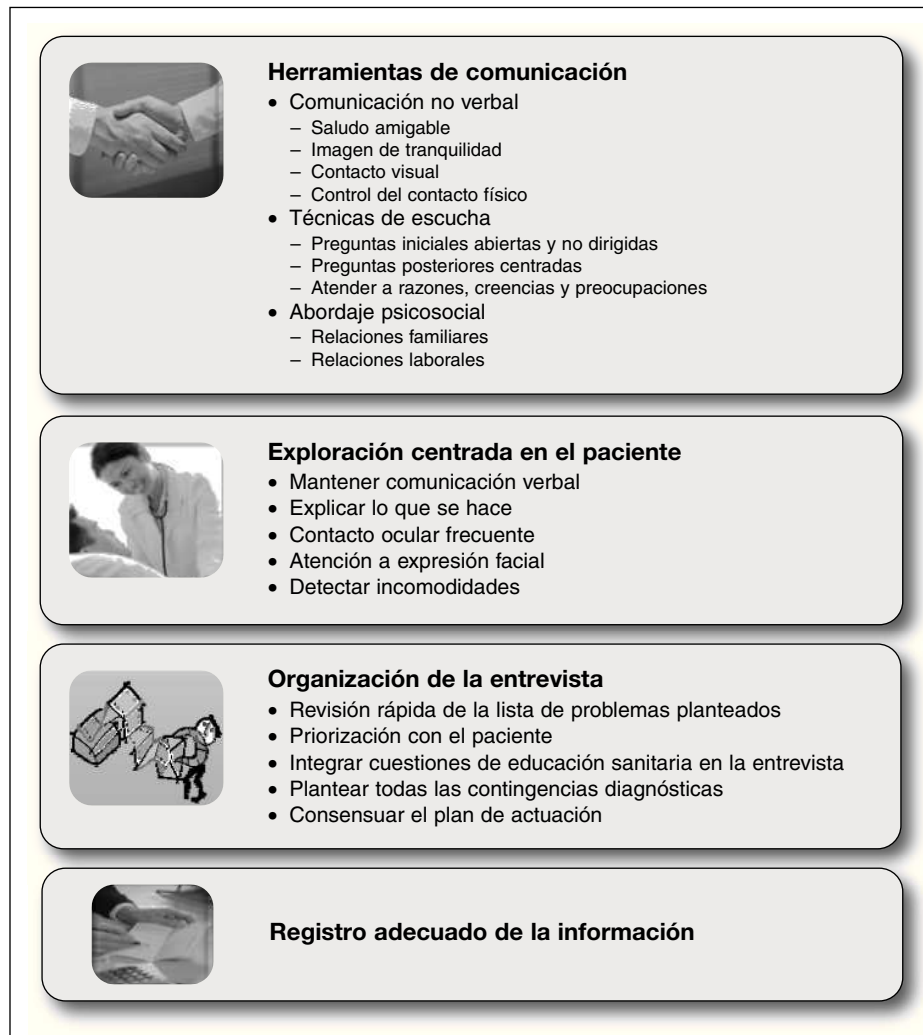 Herramientas de comunicación
• Comunicación no verbal
– Saludo amigable
– Imagen de tranquilidad
– Contacto visual
– Control del contacto físico
• Técnicas de escucha
– Preguntas iniciales abiertas y no dirigidas
– Preguntas posteriores centradas
– Atender a razones, creencias y preocupaciones
• Abordaje psicosocial
– Relaciones familiares
– Relaciones laborales
Exploración centrada en el paciente
• Mantener comunicación verbal
• Explicar lo que se hace
• Contacto ocular frecuente
• Atención a expresión facial
• Detectar incomodidades
Organización de la entrevista
• Revisión rápida de la lista de problemas planteados
• Priorización con el paciente
• Integrar cuestiones de educación sanitaria en la entrevista
• Plantear todas las contingencias diagnósticas
• Consensuar el plan de actuación
Registro adecuado de la información